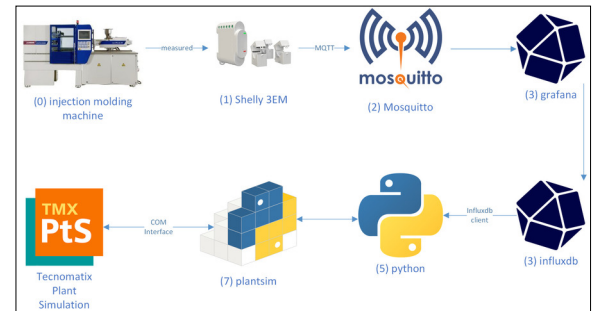 measured
MQTT
mosquitto
(0) injection molding
machine
(1) Shelly 3EM
(2) Mosquitto
(3) grafana
TMX
PtS
COM
Interface
Influxdb
client
Tecnomatix
Plant
Simulation
(7) plantsim
(5) python
(3) influxdb